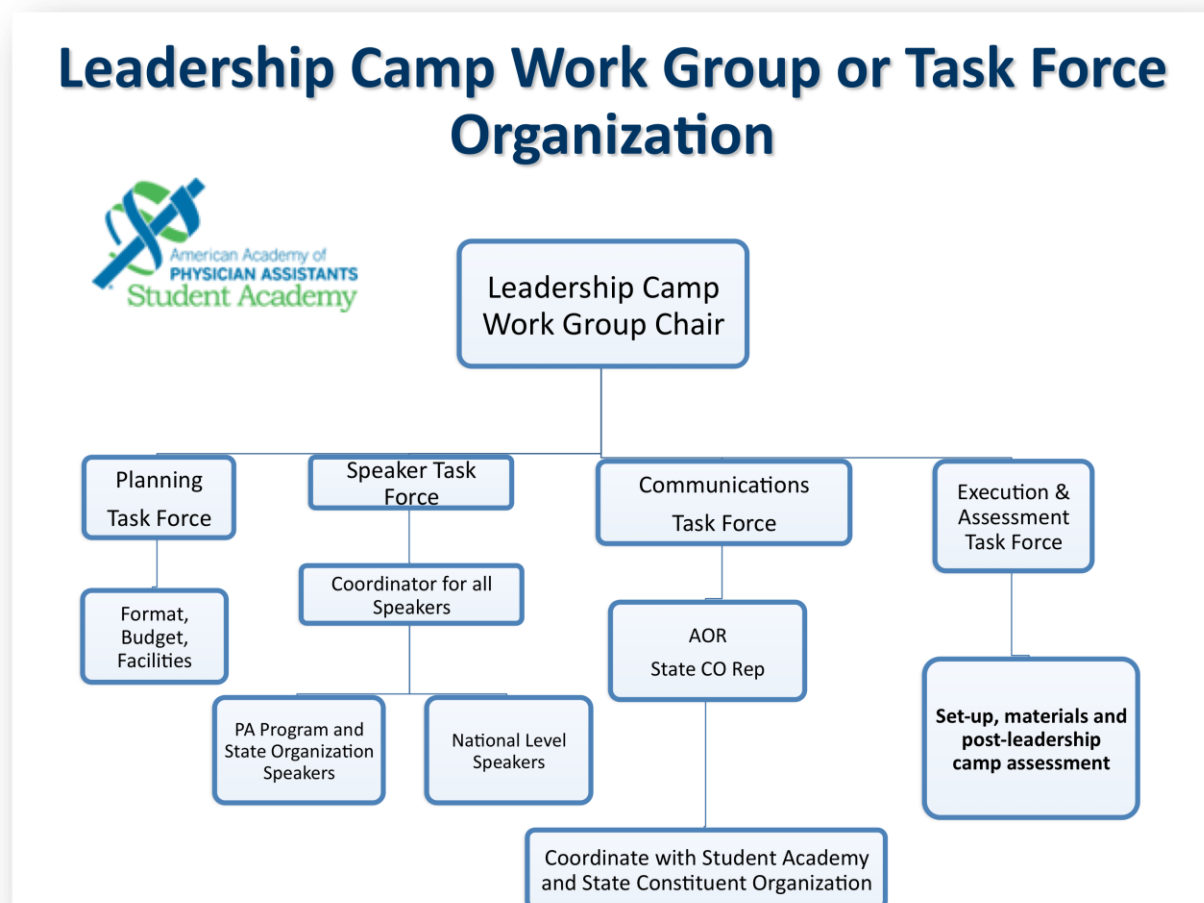 Leadership Camp Work Group or Task Force
Organization
American Academy of
PHYSICIAN ASSISTANTS
Student Academy
Leadership Camp
Work Group Chair
Planning
Task Force
Speaker Task
Force
Communications
Task Force
Execution &
Assessment
Task Force
Format,
Budget,
Facilities
Coordinator for all
Speakers
AOR
State CO Rep
Set-up, materials and
post-leadership
camp assessment
PA Program and
State Organization
Speakers
National Level
Speakers
Coordinate with Student Academy
and State Constituent Organization